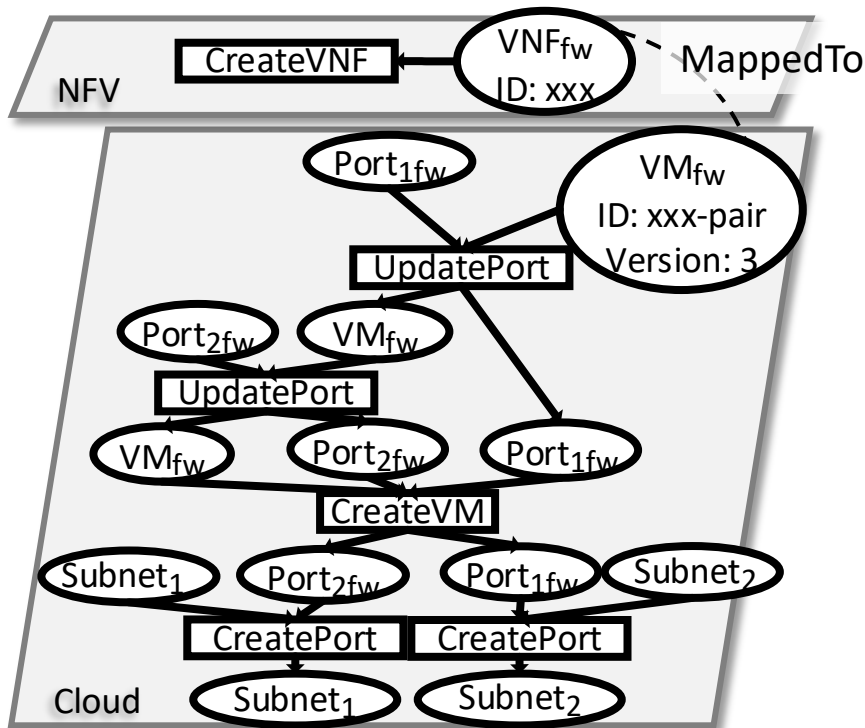 VNFfw
ID: xxx
CreateVNF
MappedTo
NFV
Port1fw
VMfw
ID: xxx-pair
Version: 3
UpdatePort
Port2fw
VMfw
UpdatePort
VMfw
Port2fw
Port1fw
CreateVM
Subnet1
Port2fw
Port1fw
Subnet2
CreatePort
CreatePort
Cloud
Subnet1
Subnet2